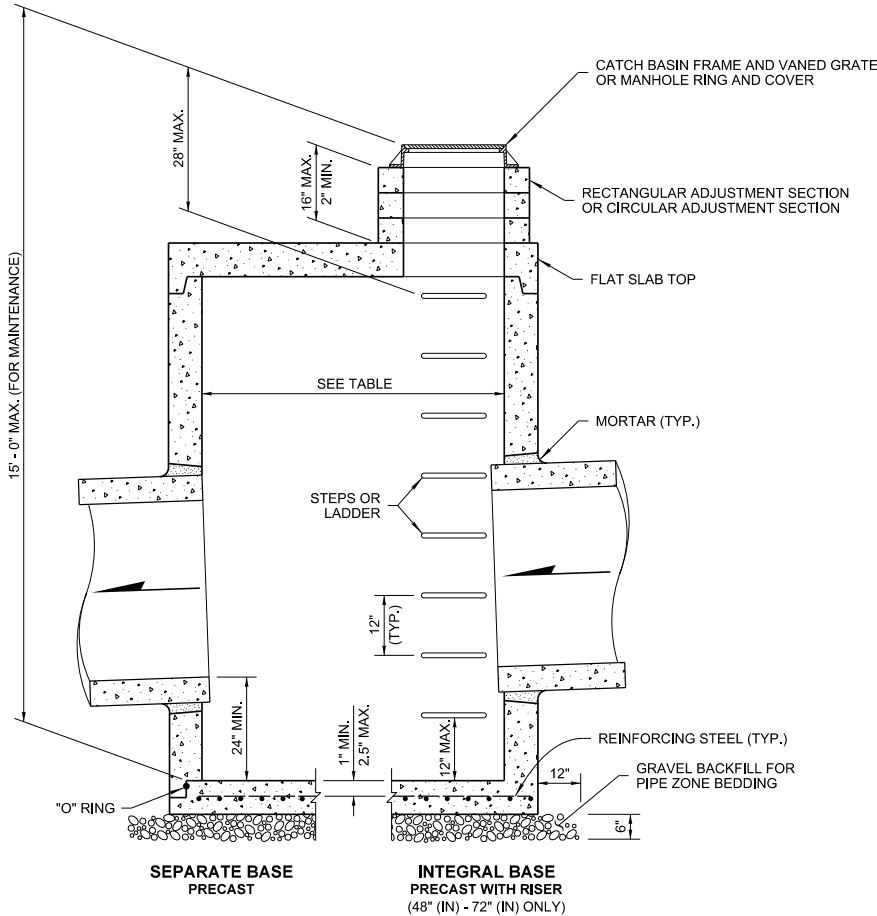 CATCH BASIN FRAME AND VANED GRATE
OR MANHOLE RING AND COVER
28" MAX.
16" MAX.
2" MIN.
RECTANGULAR ADJUSTMENT SECTION
OR CIRCULAR ADJUSTMENT SECTION
FLAT SLAB TOP
15' - 0" MAX. (FOR MAINTENANCE)
SEE TABLE
MORTAR (TYP.)
STEPS OR
LADDER
12"
(TYP.)
24" MIN.
1" MIN.
2.5" MAX.
12" MAX.
REINFORCING STEEL (TYP.)
12"
GRAVEL BACKFILL FOR
PIPE ZONE BEDDING
"O" RING
6"
SEPARATE BASE
PRECAST
INTEGRAL BASE
PRECAST WITH RISER
(48" (IN) - 72" (IN) ONLY)